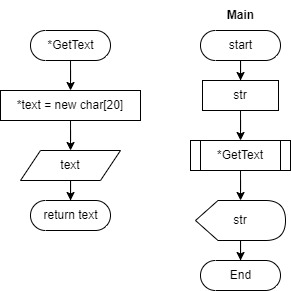 *GetText
*text = new char[20]
text
return text
Main
start
str
*GetText
str
End